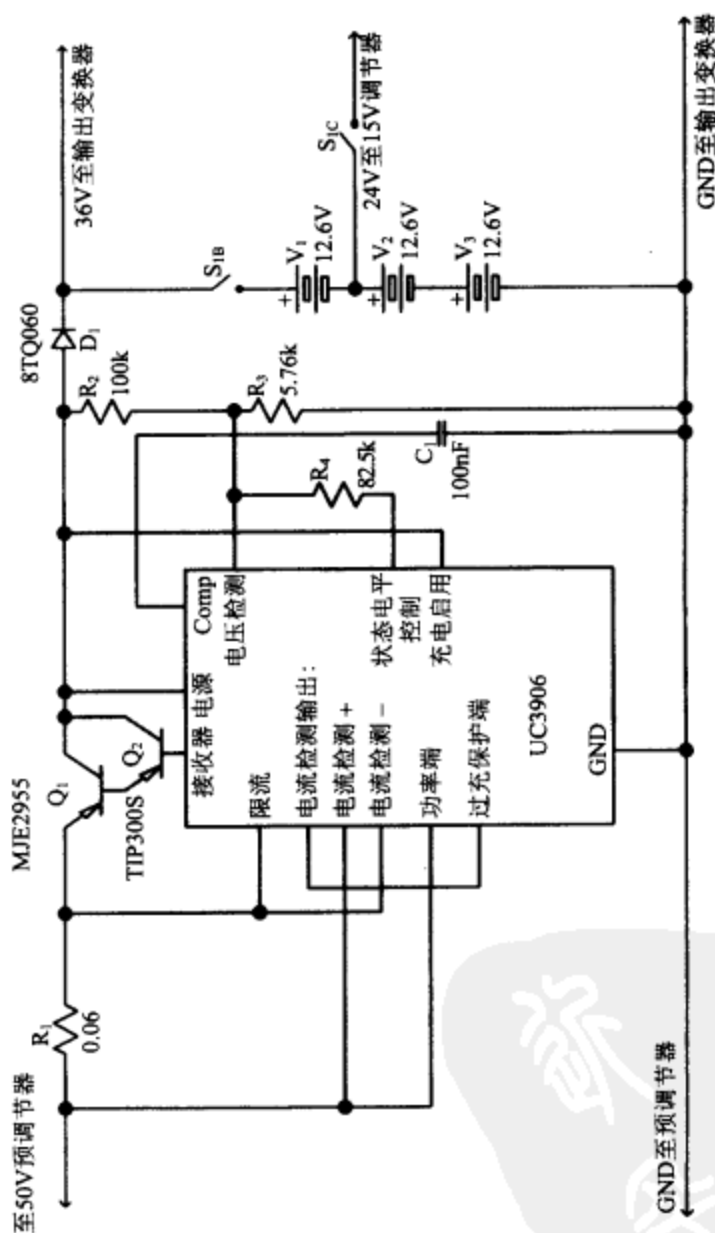 至50V预调节器
R₁
0.06
MJE2955
Q₁
TIP300S
Q₂
8TQ060
D₁
36V至输出变换器
接收器
电源
Comp
限流
电流检测输出:
电流检测+
电流检测-
功率端
过充保护端
电压检测
状态电平
控制
充电启用
UC3906
GND
R₂
100k
R₃
5.76k
R₄
82.5k
C₁
100nF
S₁B
V₁
12.6V
V₂
12.6V
V₃
12.6V
S₁C
24V至15V调节器
GND至预调节器
GND至输出变换器